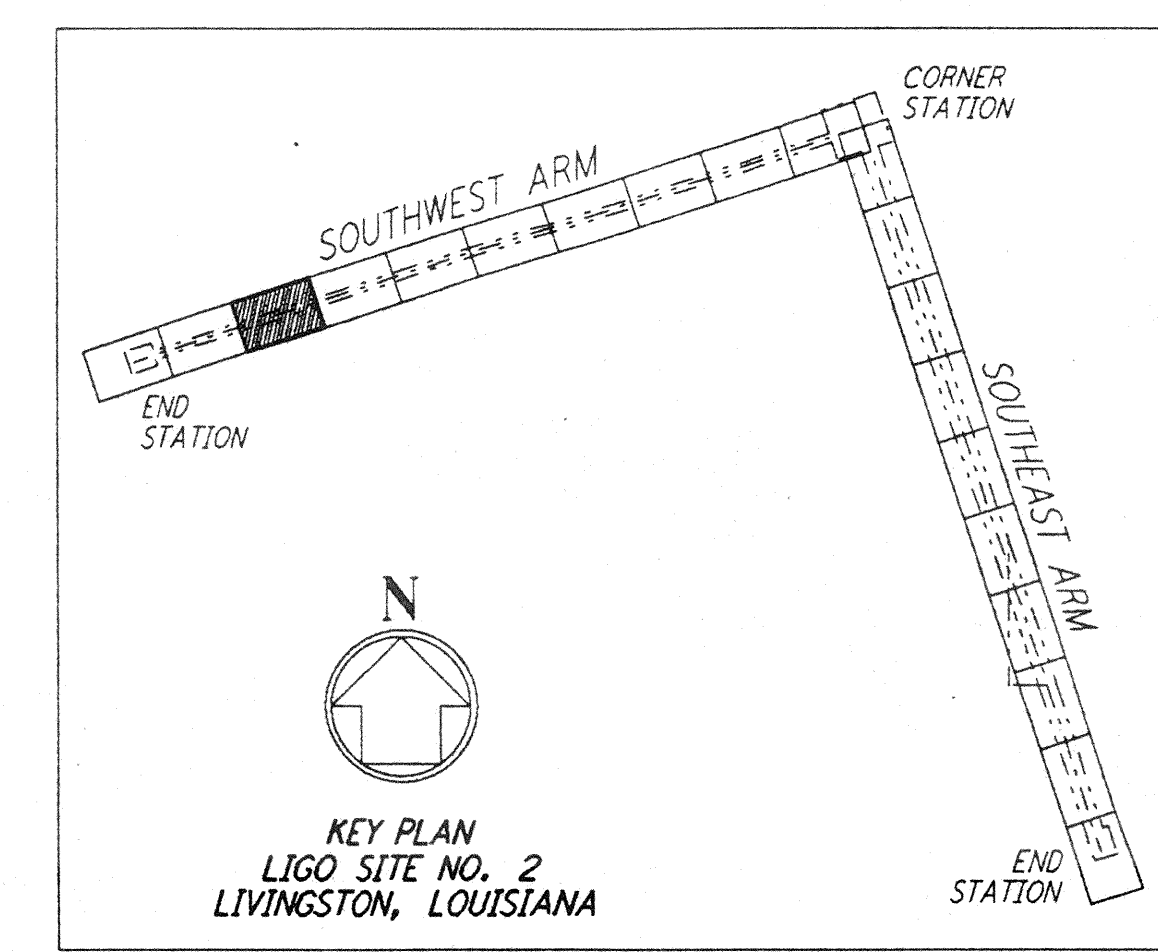 CORNER
STATION
SOUTHWEST ARM
END
STATION
SOUTHEAST ARM
N
KEY PLAN
LIGO SITE NO. 2
LIVINGSTON, LOUISIANA
END
STATION